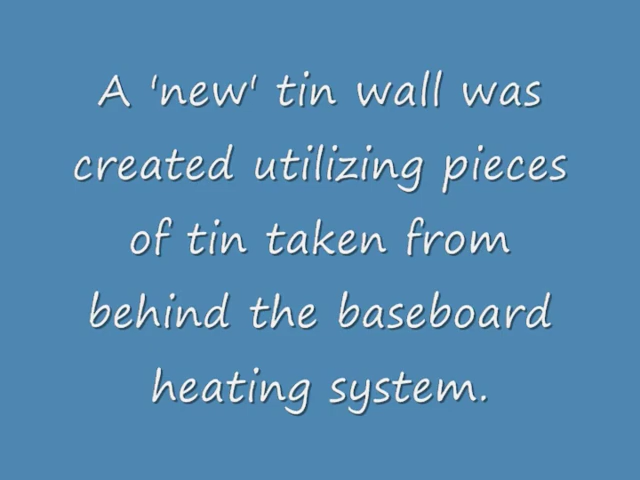 A 'new' tin wall was
created utilizing pieces
of tin taken from
behind the baseboard
heating system.